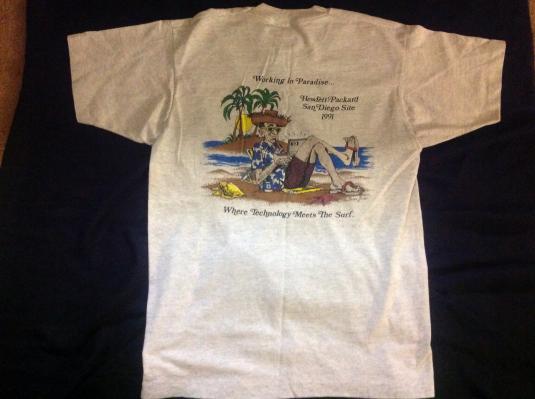 Working in Paradise...
Hewlett Packard
San Diego Site
1991
Where Technology Meets The Surf.